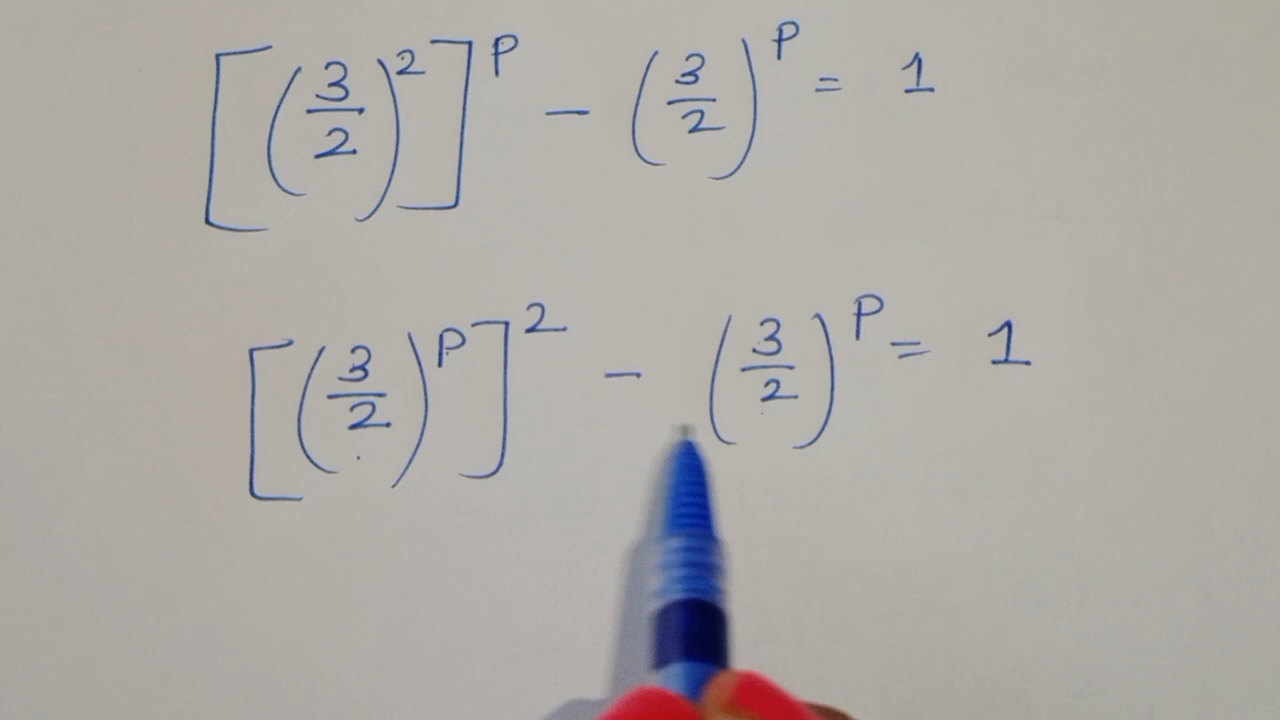 [(3/2)²]ᴾ - (3/2)ᴾ = 1
[(3/2)ᴾ]² - (3/2)ᴾ = 1